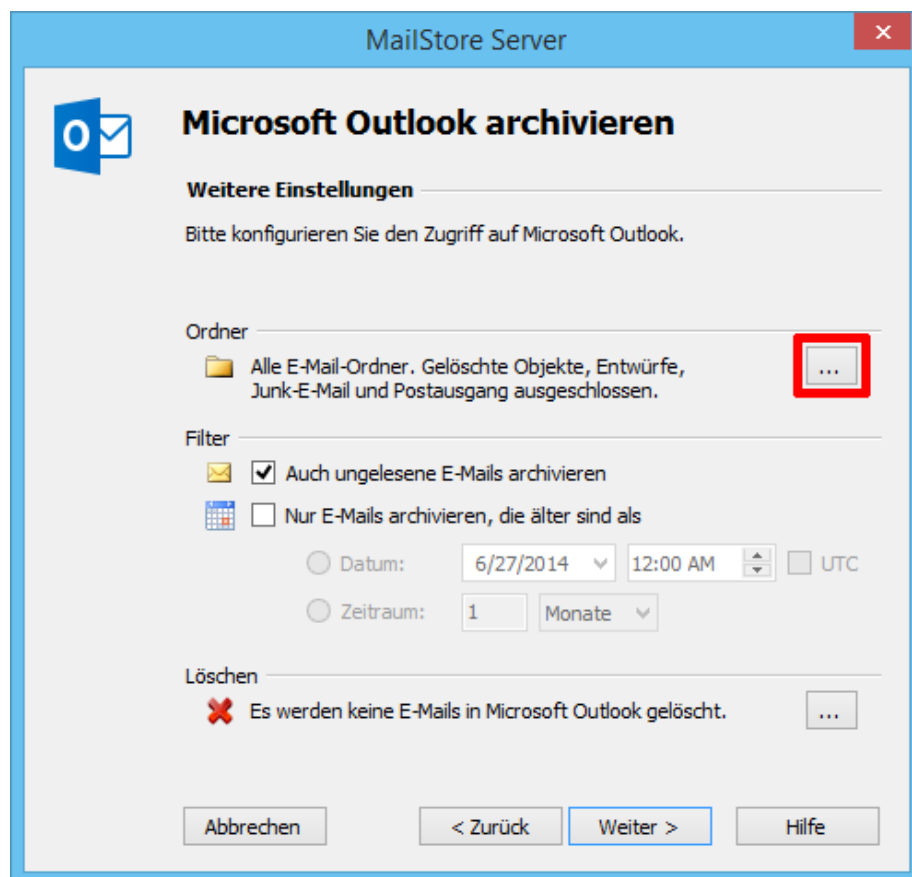 MailStore Server
Microsoft Outlook archivieren
Weitere Einstellungen
Bitte konfigurieren Sie den Zugriff auf Microsoft Outlook.
Ordner
Alle E-Mail-Ordner. Gelöschte Objekte, Entwürfe,
Junk-E-Mail und Postausgang ausgeschlossen.
...
Filter
Auch ungelesene E-Mails archivieren
Nur E-Mails archivieren, die älter sind als
Datum: 6/27/2014 12:00 AM UTC
Zeitraum: 1 Monate
Löschen
Es werden keine E-Mails in Microsoft Outlook gelöscht. ...
Abbrechen < Zurück Weiter > Hilfe